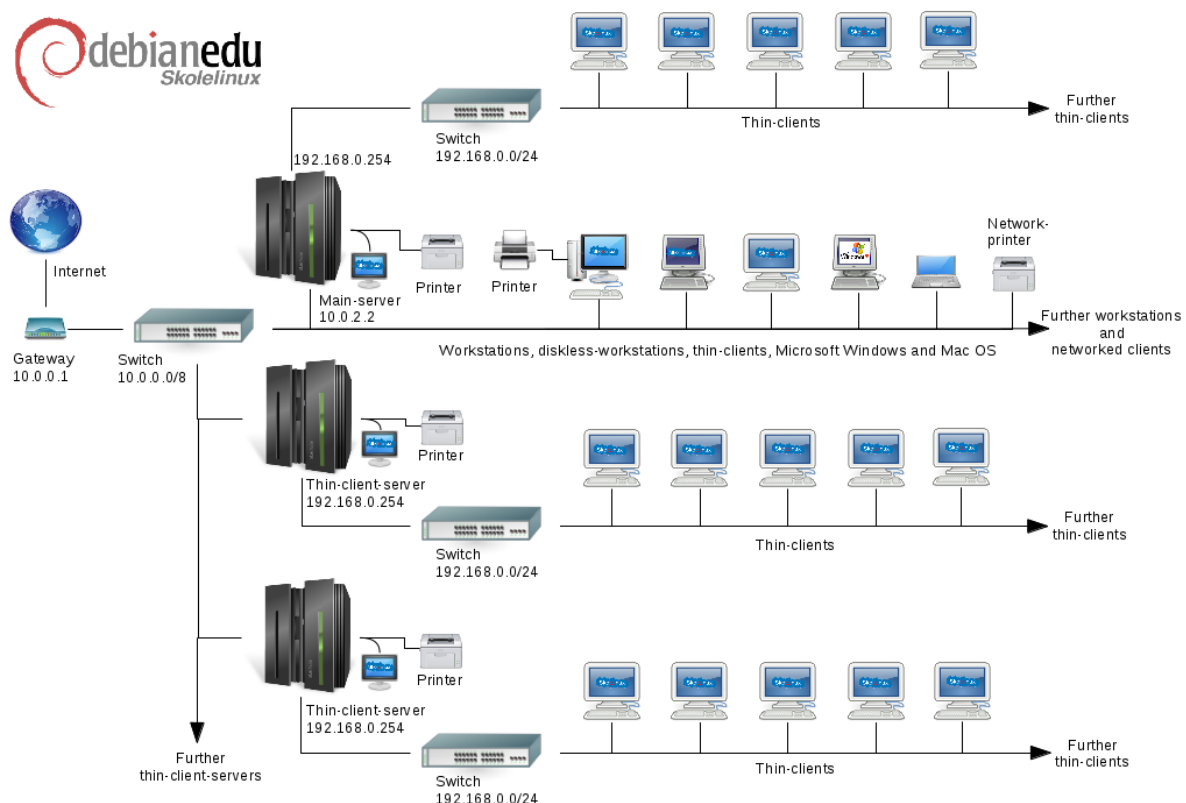 debianedu
Skolelinux
Thin-clients
Further
thin-clients
Switch
192.168.0.0/24
192.168.0.254
Internet
Gateway
10.0.0.1
Switch
10.0.0.0/8
Main-server
10.0.2.2
Printer
Printer
Windows
Network-
printer
Workstations, diskless-workstations, thin-clients, Microsoft Windows and Mac OS
Further workstations
and
networked clients
Printer
Thin-client-server
192.168.0.254
Switch
192.168.0.0/24
Thin-clients
Further
thin-clients
Printer
Thin-client-server
192.168.0.254
Switch
192.168.0.0/24
Thin-clients
Further
thin-clients
Further
thin-client-servers